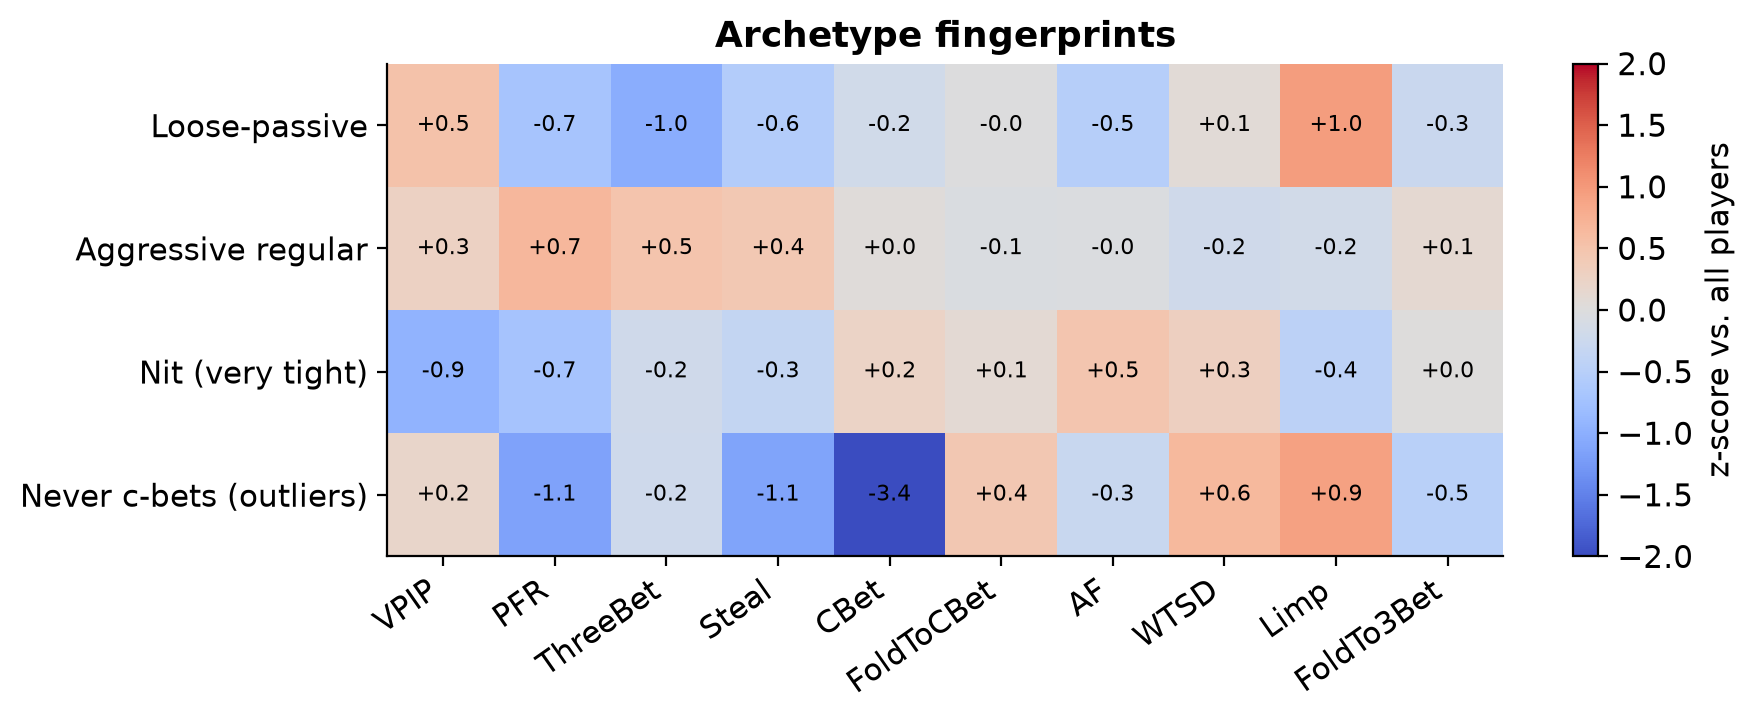 Archetype fingerprints
Loose-passive +0.5 -0.7 -1.0 -0.6 -0.2 -0.0 -0.5 +0.1 +1.0 -0.3
Aggressive regular +0.3 +0.7 +0.5 +0.4 +0.0 -0.1 -0.0 -0.2 -0.2 +0.1
Nit (very tight) -0.9 -0.7 -0.2 -0.3 +0.2 +0.1 +0.5 +0.3 -0.4 +0.0
Never c-bets (outliers) +0.2 -1.1 -0.2 -1.1 -3.4 +0.4 -0.3 +0.6 +0.9 -0.5
VPIP PFR ThreeBet Steal CBet FoldToCBet AF WTSD Limp FoldTo3Bet
2.0
1.5
1.0
0.5
0.0
−0.5
−1.0
−1.5
−2.0
z-score vs. all players